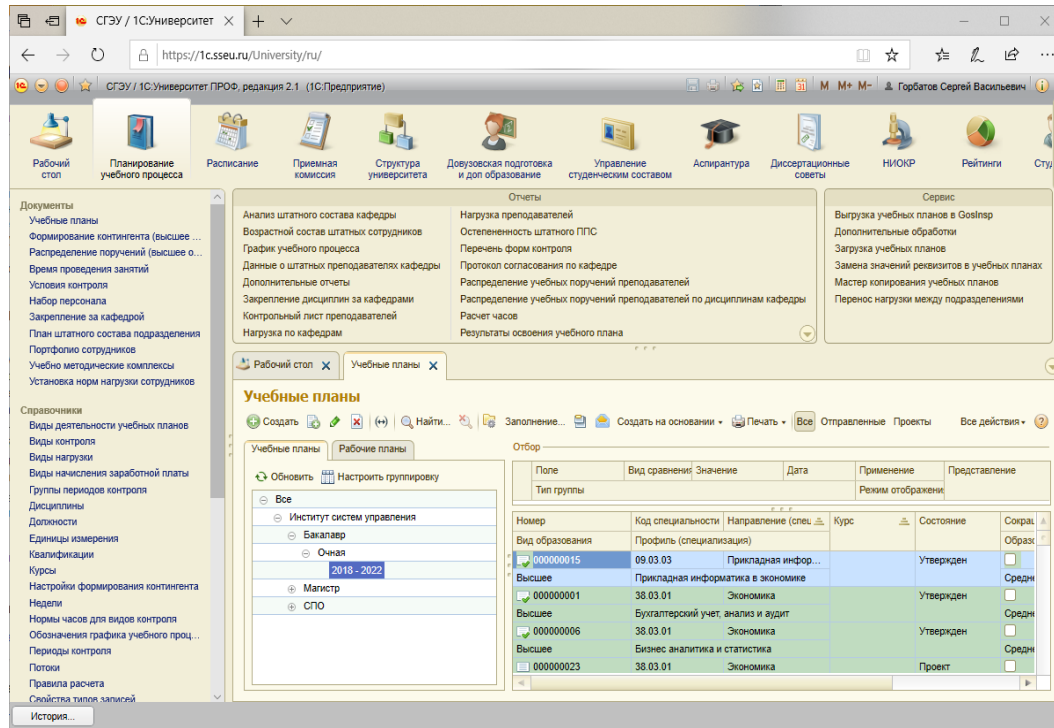 СГЭУ / 1С:Университет
https://1c.sseu.ru/University/ru/
СГЭУ / 1С:Университет ПРОФ, редакция 2.1 (1С:Предприятие)
M M+ M- Горбатов Сергей Васильевич
Рабочий стол
Планирование учебного процесса
Расписание
Приемная комиссия
Структура университета
Довузовская подготовка и доп образование
Управление студенческим составом
Аспирантура
Диссертационные советы
НИОКР
Рейтинги
Документы
Учебные планы
Формирование контингента (высшее ...
Распределение поручений (высшее о...
Время проведения занятий
Условия контроля
Набор персонала
Закрепление за кафедрой
План штатного состава подразделения
Портфолио сотрудников
Учебно методические комплексы
Установка норм нагрузки сотрудников
Справочники
Виды деятельности учебных планов
Виды контроля
Виды нагрузки
Виды начисления заработной платы
Группы периодов контроля
Дисциплины
Должности
Единицы измерения
Квалификации
Курсы
Настройки формирования контингента
Недели
Нормы часов для видов контроля
Обозначения графика учебного проц...
Периоды контроля
Потоки
Правила расчета
Свойства типов записей
История...
Отчеты
Анализ штатного состава кафедры
Возрастной состав штатных сотрудников
График учебного процесса
Данные о штатных преподавателях кафедры
Дополнительные отчеты
Закрепление дисциплин за кафедрами
Контрольный лист преподавателей
Нагрузка по кафедрам
Нагрузка преподавателей
Остепененность штатного ППС
Перечень форм контроля
Протокол согласования по кафедре
Распределение учебных поручений преподавателей
Распределение учебных поручений преподавателей по дисциплинам кафедры
Расчет часов
Результаты освоения учебного плана
Сервис
Выгрузка учебных планов в GosInsp
Дополнительные обработки
Загрузка учебных планов
Замена значений реквизитов в учебных планах
Мастер копирования учебных планов
Перенос нагрузки между подразделениями
Рабочий стол
Учебные планы
Учебные планы
Создать Найти... Заполнение... Создать на основании Печать Все Отправленные Проекты Все действия
Учебные планы Рабочие планы
Обновить Настроить группировку
Все
Институт систем управления
Бакалавр
Очная
2018 - 2022
Магистр
СПО
Отбор
Поле Вид сравнения Значение Дата Применение Представление
Тип группы Режим отображени
Номер Код специальности Направление (спец Курс Состояние Сокращ
Вид образования Профиль (специализация) Образо
000000015 09.03.03 Прикладная инфор... Утвержден
Высшее Прикладная информатика в экономике Средне
000000001 38.03.01 Экономика Утвержден
Высшее Бухгалтерский учет, анализ и аудит Средне
000000006 38.03.01 Экономика Утвержден
Высшее Бизнес аналитика и статистика Средне
000000023 38.03.01 Экономика Проект